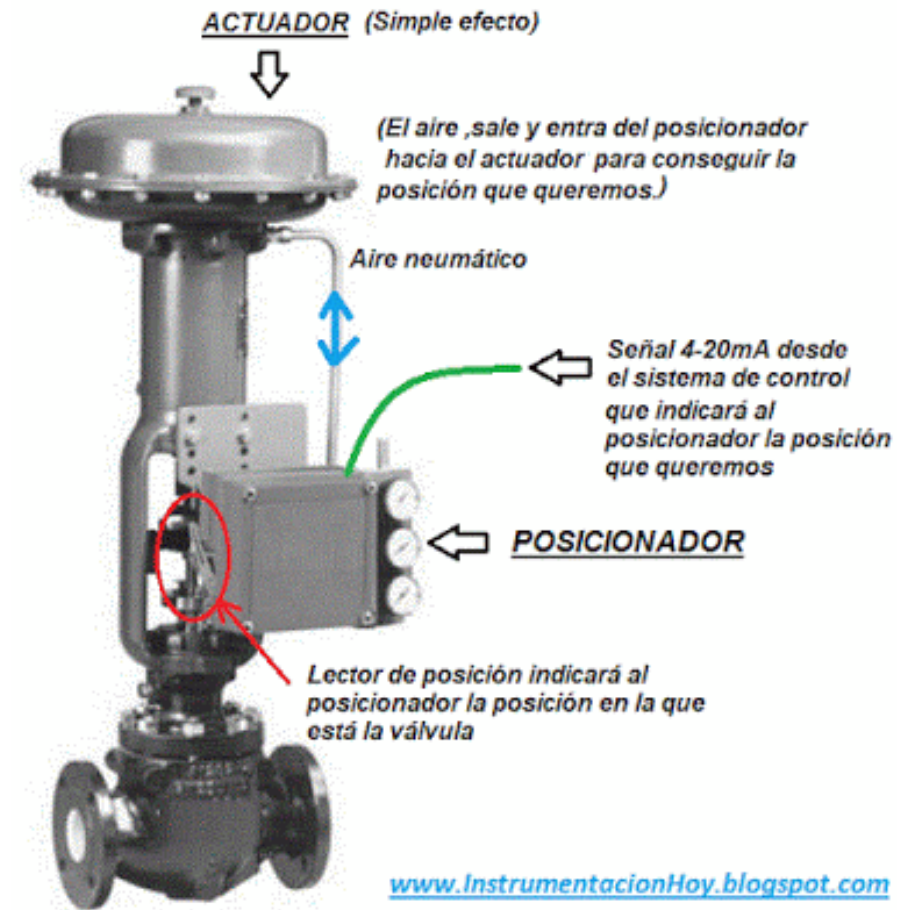 ACTUADOR (Simple efecto)
(El aire ,sale y entra del posicionador
hacia el actuador para conseguir la
posición que queremos.)
Aire neumático
Señal 4-20mA desde
el sistema de control
que indicará al
posicionador la posición
que queremos
POSICIONADOR
Lector de posición indicará al
posicionador la posición en la que
está la válvula
www.InstrumentacionHoy.blogspot.com